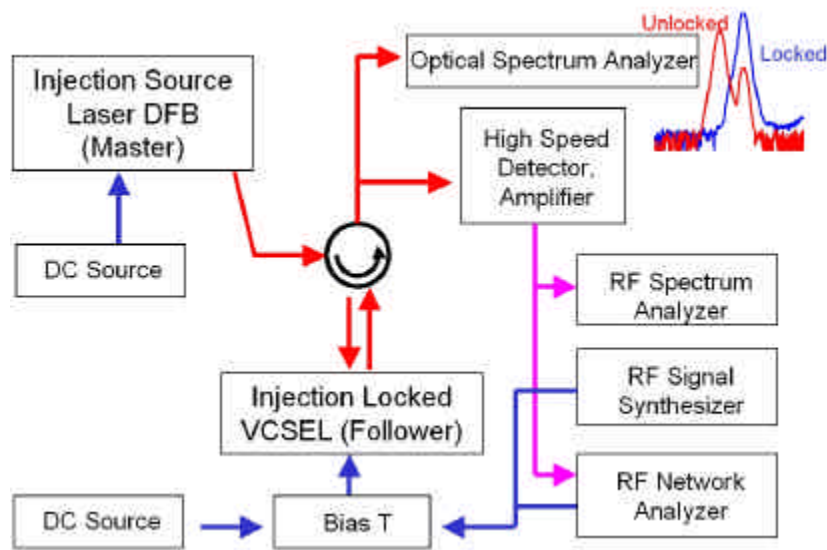 Unlocked
Locked
Optical Spectrum Analyzer
Injection Source
Laser DFB
(Master)
High Speed
Detector,
Amplifier
DC Source
RF Spectrum
Analyzer
Injection Locked
VCSEL (Follower)
RF Signal
Synthesizer
DC Source
Bias T
RF Network
Analyzer